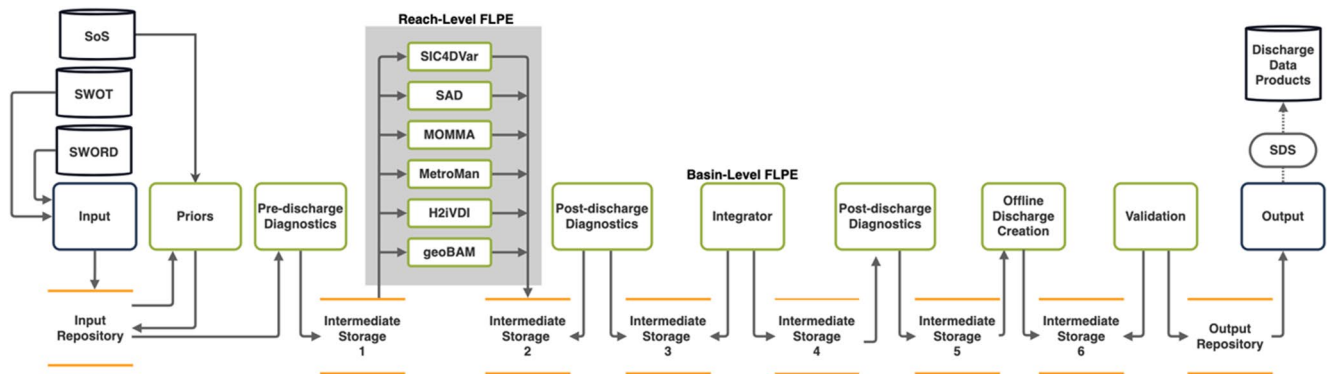 Reach-Level FLPE
SoS
SWOT
SWORD
Input
Priors
Pre-discharge
Diagnostics
SIC4DVar
SAD
MOMMA
MetroMan
H2iVDI
geoBAM
Post-discharge
Diagnostics
Basin-Level FLPE
Integrator
Post-discharge
Diagnostics
Offline
Discharge
Creation
Validation
Discharge
Data
Products
SDS
Output
Input
Repository
Intermediate
Storage
1
Intermediate
Storage
2
Intermediate
Storage
3
Intermediate
Storage
4
Intermediate
Storage
5
Intermediate
Storage
6
Output
Repository